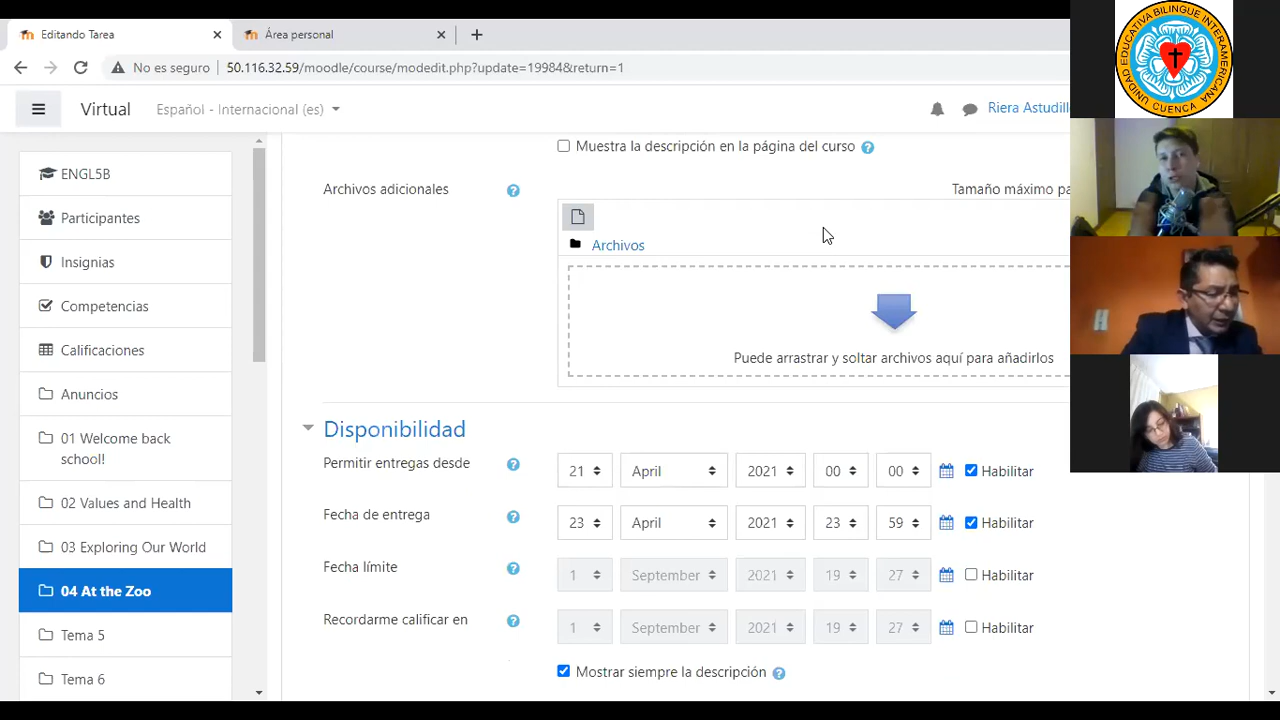 Editando Tarea
Área personal
No es seguro
50.116.32.59/moodle/course/modedit.php?update=19984&return=1
Virtual
Español - Internacional (es)
Riera Astudill
UNIDAD EDUCATIVA BILINGUE INTERAMERICANA
CUENCA
ENGL5B
Participantes
Insignias
Competencias
Calificaciones
Anuncios
01 Welcome back
school!
02 Values and Health
03 Exploring Our World
04 At the Zoo
Tema 5
Tema 6
Muestra la descripción en la página del curso
Archivos adicionales
Tamaño máximo pa
Archivos
Puede arrastrar y soltar archivos aquí para añadirlos
Disponibilidad
Permitir entregas desde 21 April 2021 00 00 Habilitar
Fecha de entrega 23 April 2021 23 59 Habilitar
Fecha límite 1 September 2021 19 27 Habilitar
Recordarme calificar en 1 September 2021 19 27 Habilitar
Mostrar siempre la descripción